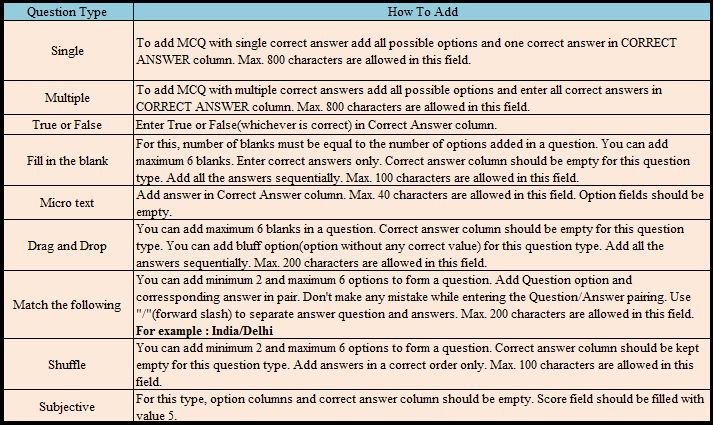 Question Type How To Add
Single
To add MCQ with single correct answer add all possible options and one correct answer in CORRECT
ANSWER column. Max. 800 characters are allowed in this field.
Multiple
To add MCQ with multiple correct answers add all possible options and enter all correct answers in
CORRECT ANSWER column. Max. 800 characters are allowed in this field.
True or False Enter True or False(whichever is correct) in Correct Answer column.
Fill in the blank
For this, number of blanks must be equal to the number of options added in a question. You can add
maximum 6 blanks. Enter correct answers only. Correct answer column should be empty for this question
type. Add all the answers sequentially. Max. 100 characters are allowed in this field.
Micro text
Add answer in Correct Answer column. Max. 40 characters are allowed in this field. Option fields should be
empty.
Drag and Drop
You can add maximum 6 blanks in a question. Correct answer column should be empty for this question
type. You can add bluff option(option without any correct value) for this question type. Add all the
answers sequentially. Max. 200 characters are allowed in this field.
Match the following
You can add minimum 2 and maximum 6 options to form a question. Add Question option and
corressponding answer in pair. Don't make any mistake while entering the Question/Answer pairing. Use
"/"(forward slash) to separate answer question and answers. Max. 200 characters are allowed in this field.
For example : India/Delhi
Shuffle
You can add minimum 2 and maximum 6 options to form a question. Correct answer column should be kept
empty for this question type. Add answers in a correct order only. Max. 100 characters are allowed in this
field.
Subjective
For this type, option columns and correct answer column should be empty. Score field should be filled with
value 5.